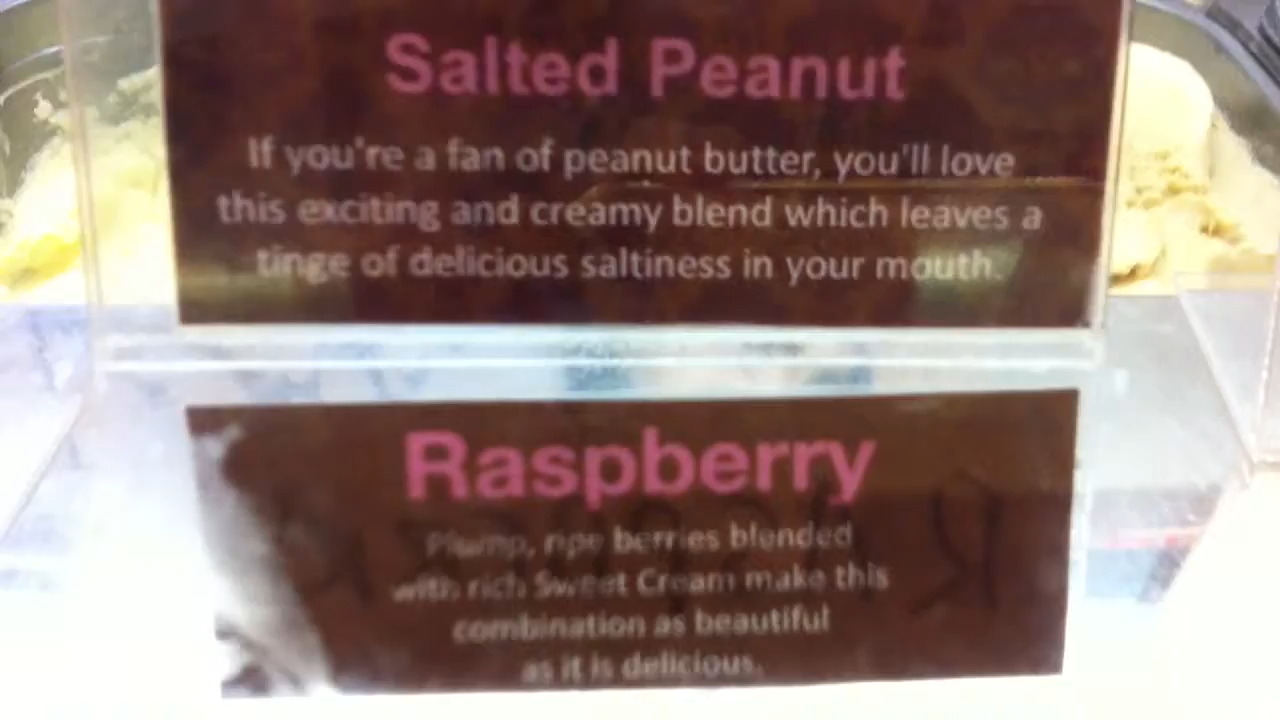 Salted Peanut
If you're a fan of peanut butter, you'll love
this exciting and creamy blend which leaves a
tinge of delicious saltiness in your mouth.
Raspberry
Plump, ripe berries blended
with rich Sweet Cream make this
combination as beautiful
as it is delicious.